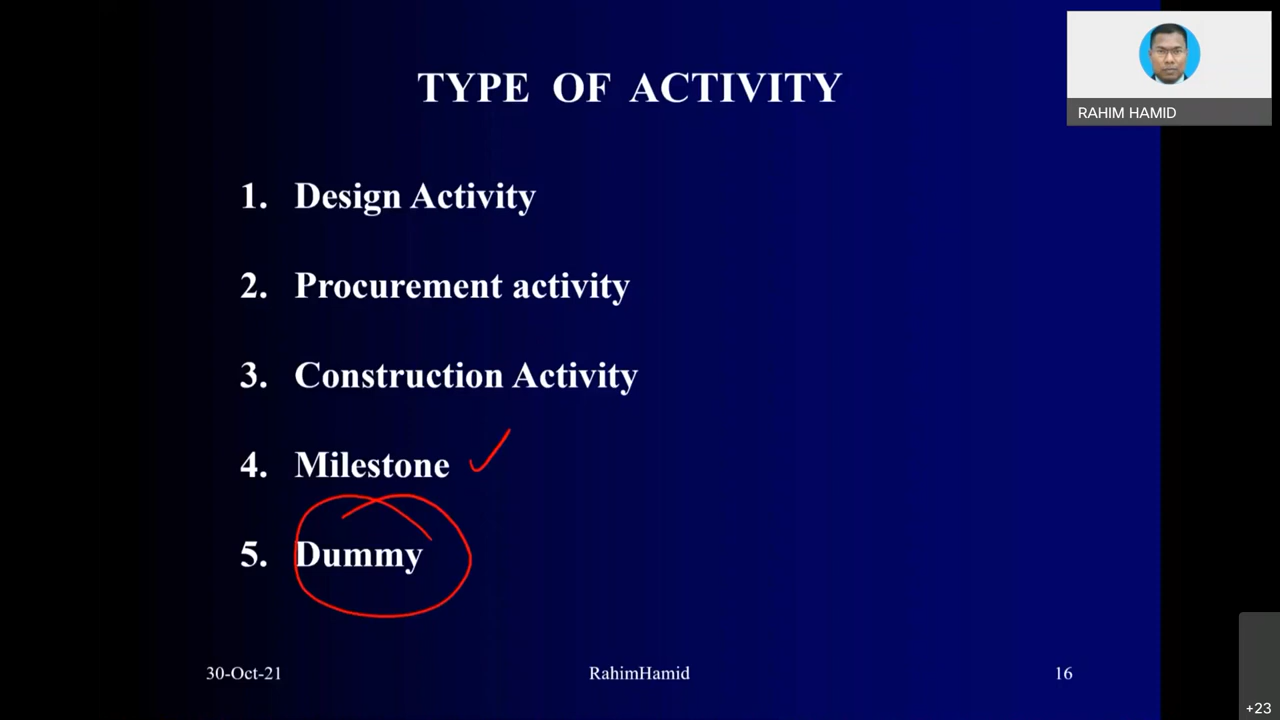 TYPE OF ACTIVITY
RAHIM HAMID
1. Design Activity
2. Procurement activity
3. Construction Activity
4. Milestone
5. Dummy
30-Oct-21 RahimHamid 16
+23